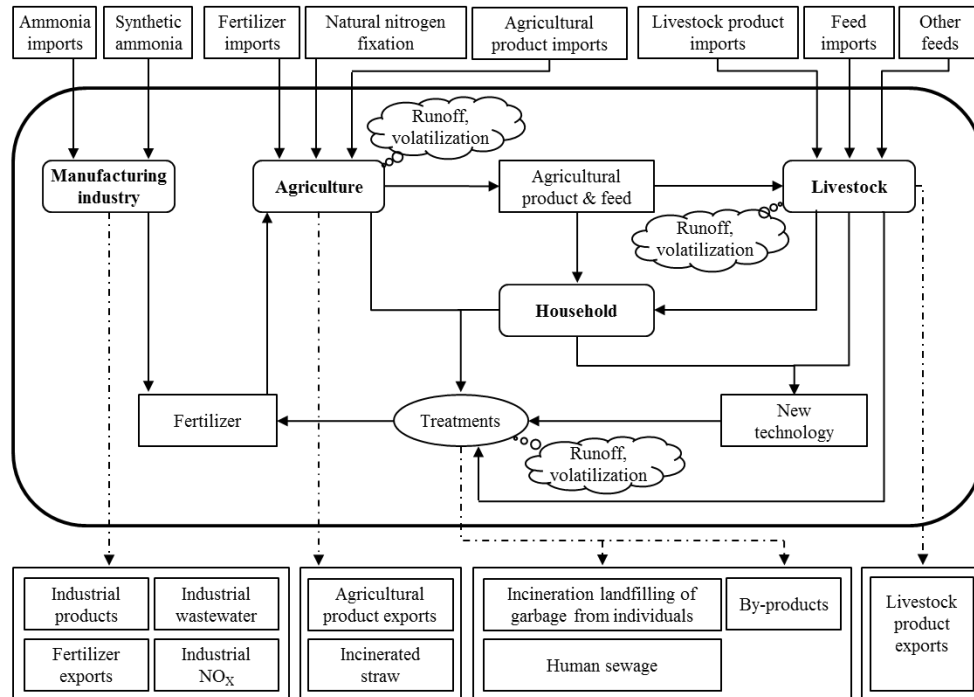 Ammonia
imports
Synthetic
ammonia
Fertilizer
imports
Natural nitrogen
fixation
Agricultural
product imports
Livestock product
imports
Feed
imports
Other
feeds
Runoff,
volatilization
Manufacturing
industry
Agriculture
Agricultural
product & feed
Livestock
Runoff,
volatilization
Household
Fertilizer
Treatments
New
technology
Runoff,
volatilization
Industrial
products
Industrial
wastewater
Fertilizer
exports
Industrial
NOX
Agricultural
product exports
Incinerated
straw
Incineration landfilling of
garbage from individuals
By-products
Human sewage
Livestock
product
exports